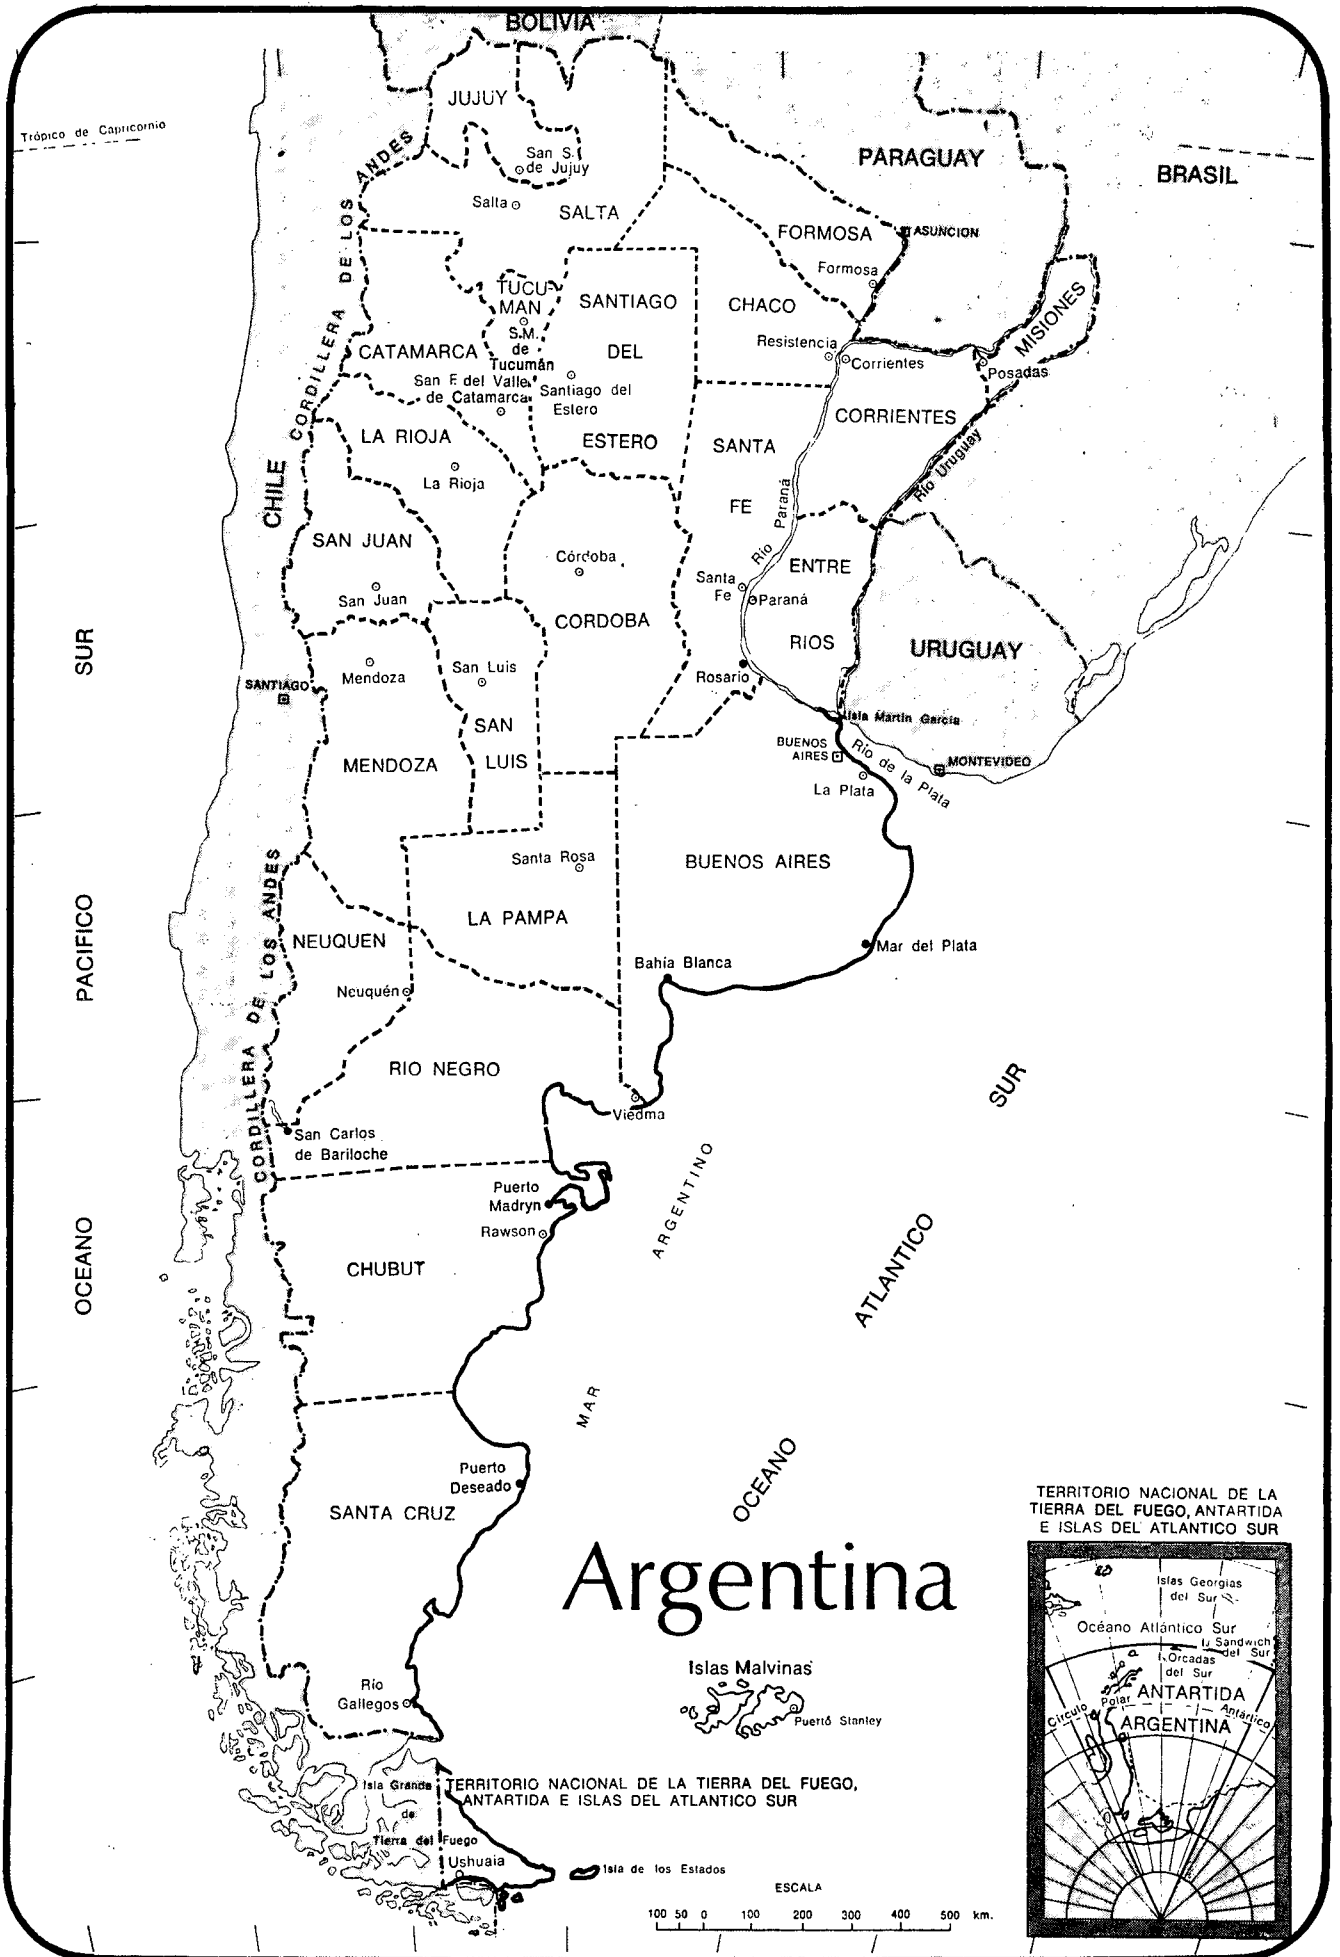 BOLIVIA
JUJUY
Trópico de Capricornio
PARAGUAY
BRASIL
San S.
de Jujuy
Salta
SALTA
FORMOSA
ASUNCION
Formosa
CORDILLERA DE LOS ANDES
TUCU-
MAN
SANTIAGO
CHACO
MISIONES
S.M.
de
Tucumán
CATAMARCA
DEL
Resistencia
Corrientes
Posadas
San F. del Valle
de Catamarca
Santiago del
Estero
CORRIENTES
LA RIOJA
ESTERO
SANTA
La Rioja
Río Uruguay
CHILE
FE
Río Paraná
SAN JUAN
Córdoba
ENTRE
San Juan
Santa
Fe
Paraná
CORDOBA
RIOS
URUGUAY
SUR
Mendoza
San Luis
Rosario
SANTIAGO
SAN
Isla Martín García
MENDOZA
LUIS
BUENOS
AIRES
Río de la Plata
MONTEVIDEO
La Plata
Santa Rosa
BUENOS AIRES
LA PAMPA
PACIFICO
NEUQUEN
Mar del Plata
Bahía Blanca
Neuquén
CORDILLERA DE LOS ANDES
RIO NEGRO
SUR
Viedma
San Carlos
de Bariloche
ARGENTINO
Puerto
Madryn
Rawson
OCEANO
ATLANTICO
CHUBUT
MAR
OCEANO
Puerto
Deseado
SANTA CRUZ
TERRITORIO NACIONAL DE LA
TIERRA DEL FUEGO, ANTARTIDA
E ISLAS DEL ATLANTICO SUR
Argentina
Islas Georgias
del Sur
Océano Atlántico Sur
Is Sandwich
del Sur
I. Orcadas
del Sur
Islas Malvinas
Puerto Stanley
Río
Gallegos
ANTARTIDA
Círculo Polar Antártico
ARGENTINA
Isla Grande
de
Tierra del Fuego
TERRITORIO NACIONAL DE LA TIERRA DEL FUEGO,
ANTARTIDA E ISLAS DEL ATLANTICO SUR
Ushuaia
Isla de los Estados
ESCALA
100 50 0 100 200 300 400 500 km.